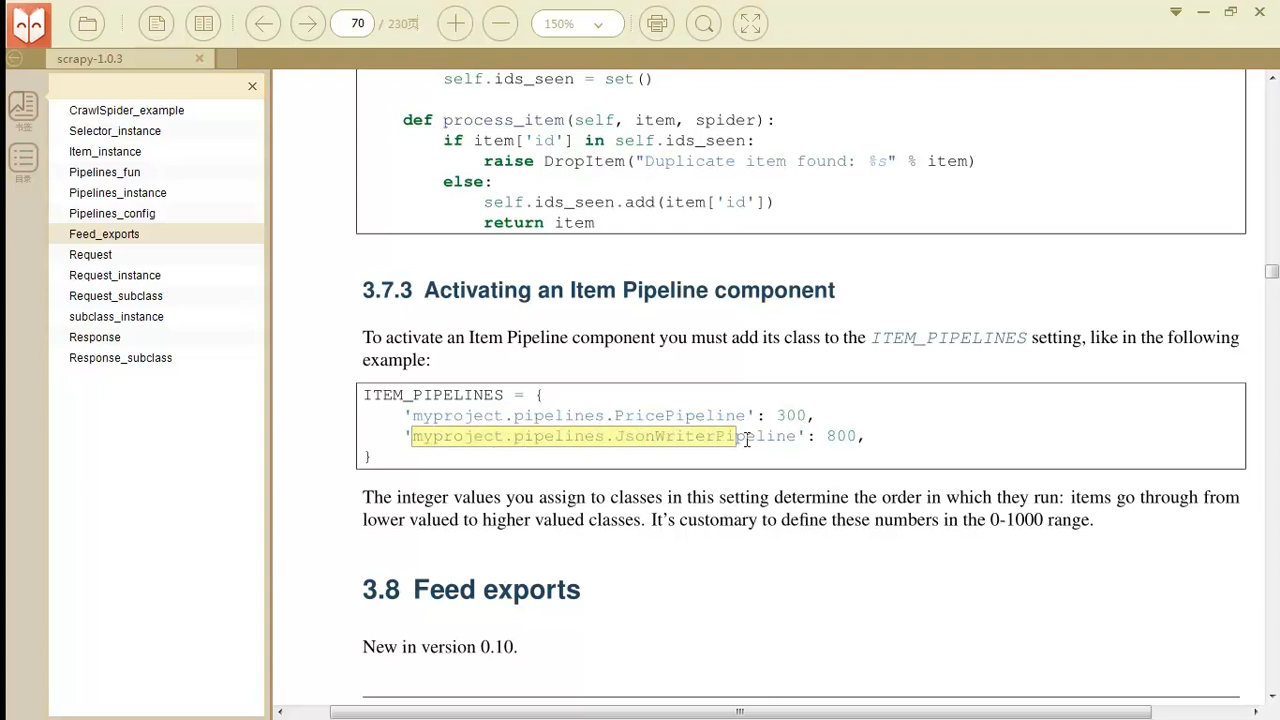 70 / 230页
150%
scrapy-1.0.3
书签
目录
CrawlSpider_example
Selector_instance
Item_instance
Pipelines_fun
Pipelines_instance
Pipelines_config
Feed_exports
Request
Request_instance
Request_subclass
subclass_instance
Response
Response_subclass
self.ids_seen = set()
def process_item(self, item, spider):
if item['id'] in self.ids_seen:
raise DropItem("Duplicate item found: %s" % item)
else:
self.ids_seen.add(item['id'])
return item
3.7.3 Activating an Item Pipeline component
To activate an Item Pipeline component you must add its class to the ITEM_PIPELINES setting, like in the following
example:
ITEM_PIPELINES = {
'myproject.pipelines.PricePipeline': 300,
'myproject.pipelines.JsonWriterPipeline': 800,
}
The integer values you assign to classes in this setting determine the order in which they run: items go through from
lower valued to higher valued classes. It's customary to define these numbers in the 0-1000 range.
3.8 Feed exports
New in version 0.10.